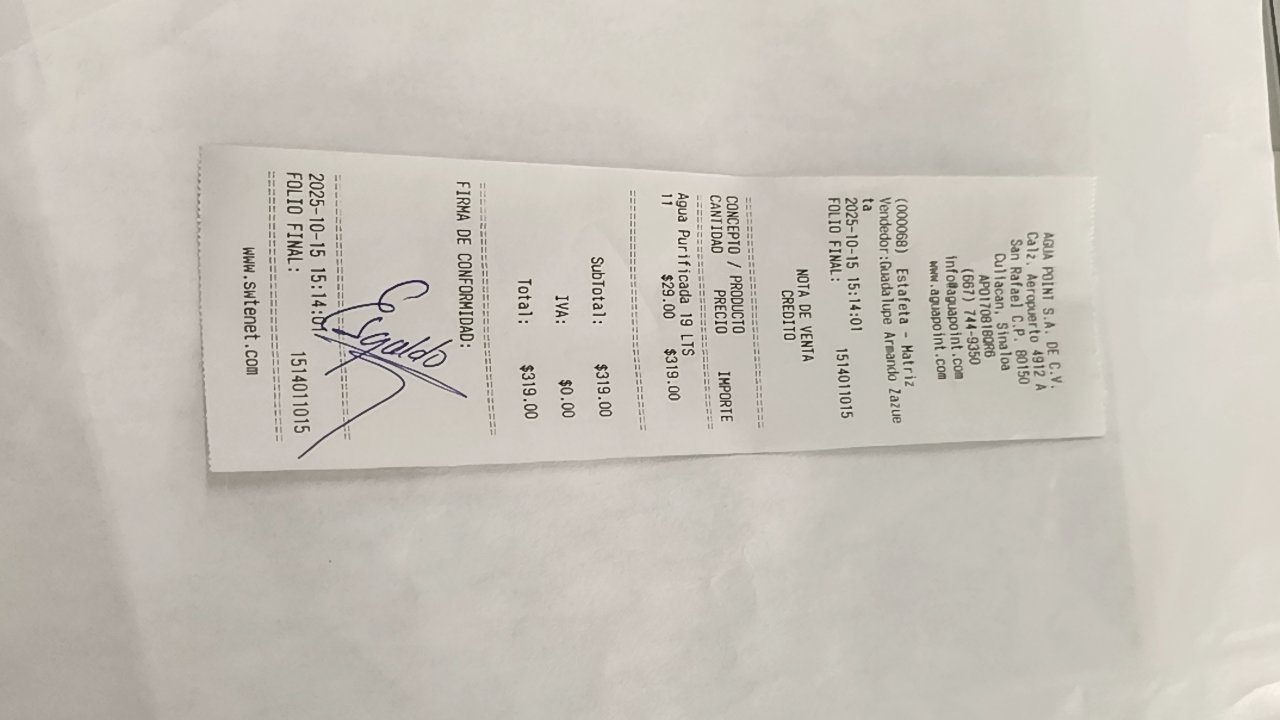 AGUA POINT S.A. DE C.V.
Calz. Aeropuerto 4912 A
San Rafael C.P. 80150
Culiacan, Sinaloa
APO170818QR6
(667) 744-9350
info@aguapoint.com
www.aguapoint.com
(000068) Estafeta - Matriz
Vendedor:Guadalupe Armando Zazue
ta
2025-10-15 15:14:01
FOLIO FINAL: 1514011015
NOTA DE VENTA
CREDITO
CONCEPTO / PRODUCTO
CANTIDAD PRECIO IMPORTE
Agua Purificada 19 LTS
11 $29.00 $319.00
SubTotal: $319.00
IVA: $0.00
Total: $319.00
FIRMA DE CONFORMIDAD:
2025-10-15 15:14:01
FOLIO FINAL: 1514011015
www.swtenet.com